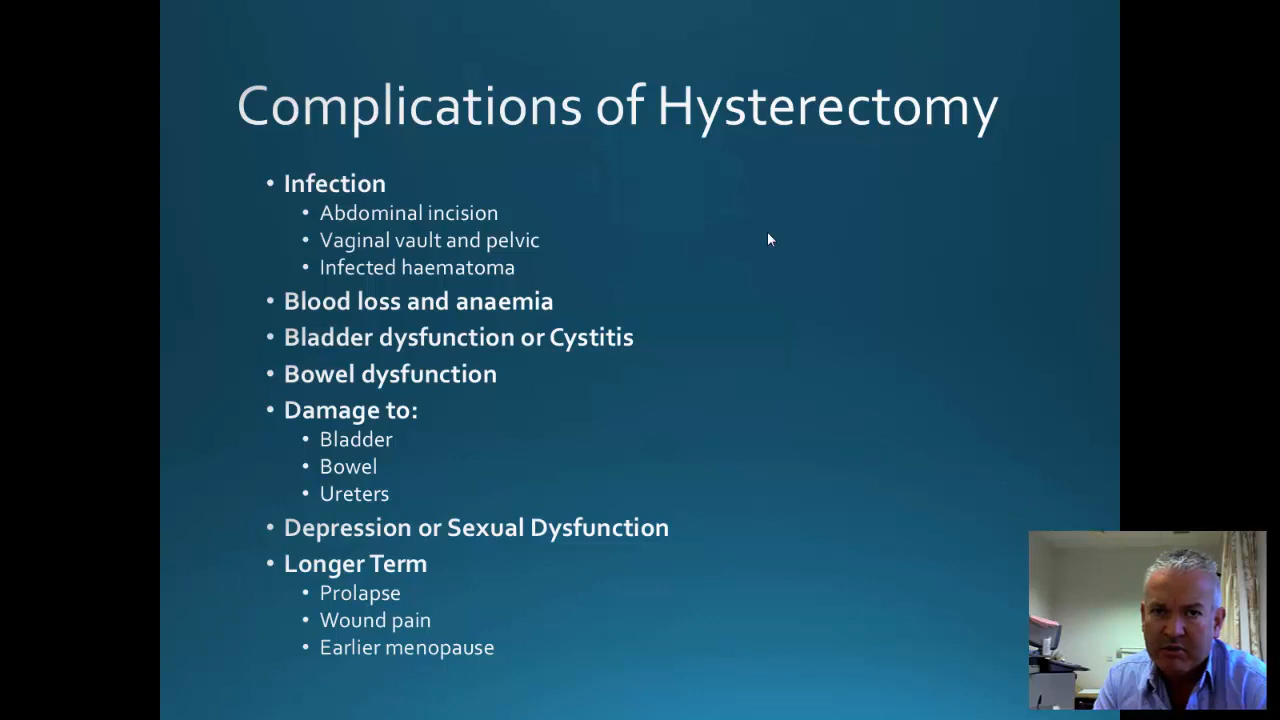 Complications of Hysterectomy
• Infection
• Abdominal incision
• Vaginal vault and pelvic
• Infected haematoma
• Blood loss and anaemia
• Bladder dysfunction or Cystitis
• Bowel dysfunction
• Damage to:
• Bladder
• Bowel
• Ureters
• Depression or Sexual Dysfunction
• Longer Term
• Prolapse
• Wound pain
• Earlier menopause